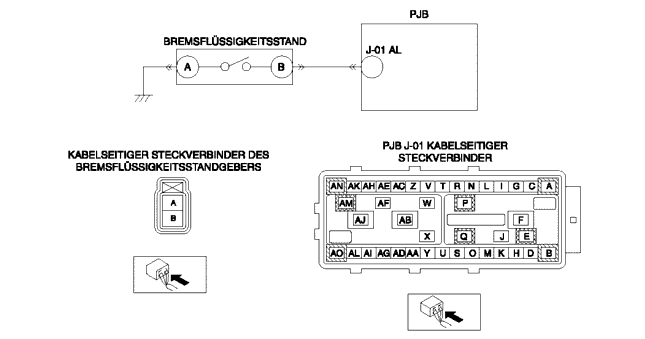 PJB
BREMSFLÜSSIGKEITSSTAND
J-01 AL
A B
KABELSEITIGER STECKVERBINDER DES
BREMSFLÜSSIGKEITSSTANDGEBERS
A
B
PJB J-01 KABELSEITIGER
STECKVERBINDER
AN AK AH AE AC Z V T R N L I G C A
AM AF W P
AJ AB F
X Q J E
AO AL AI AG AD AA Y U S O M K H D B